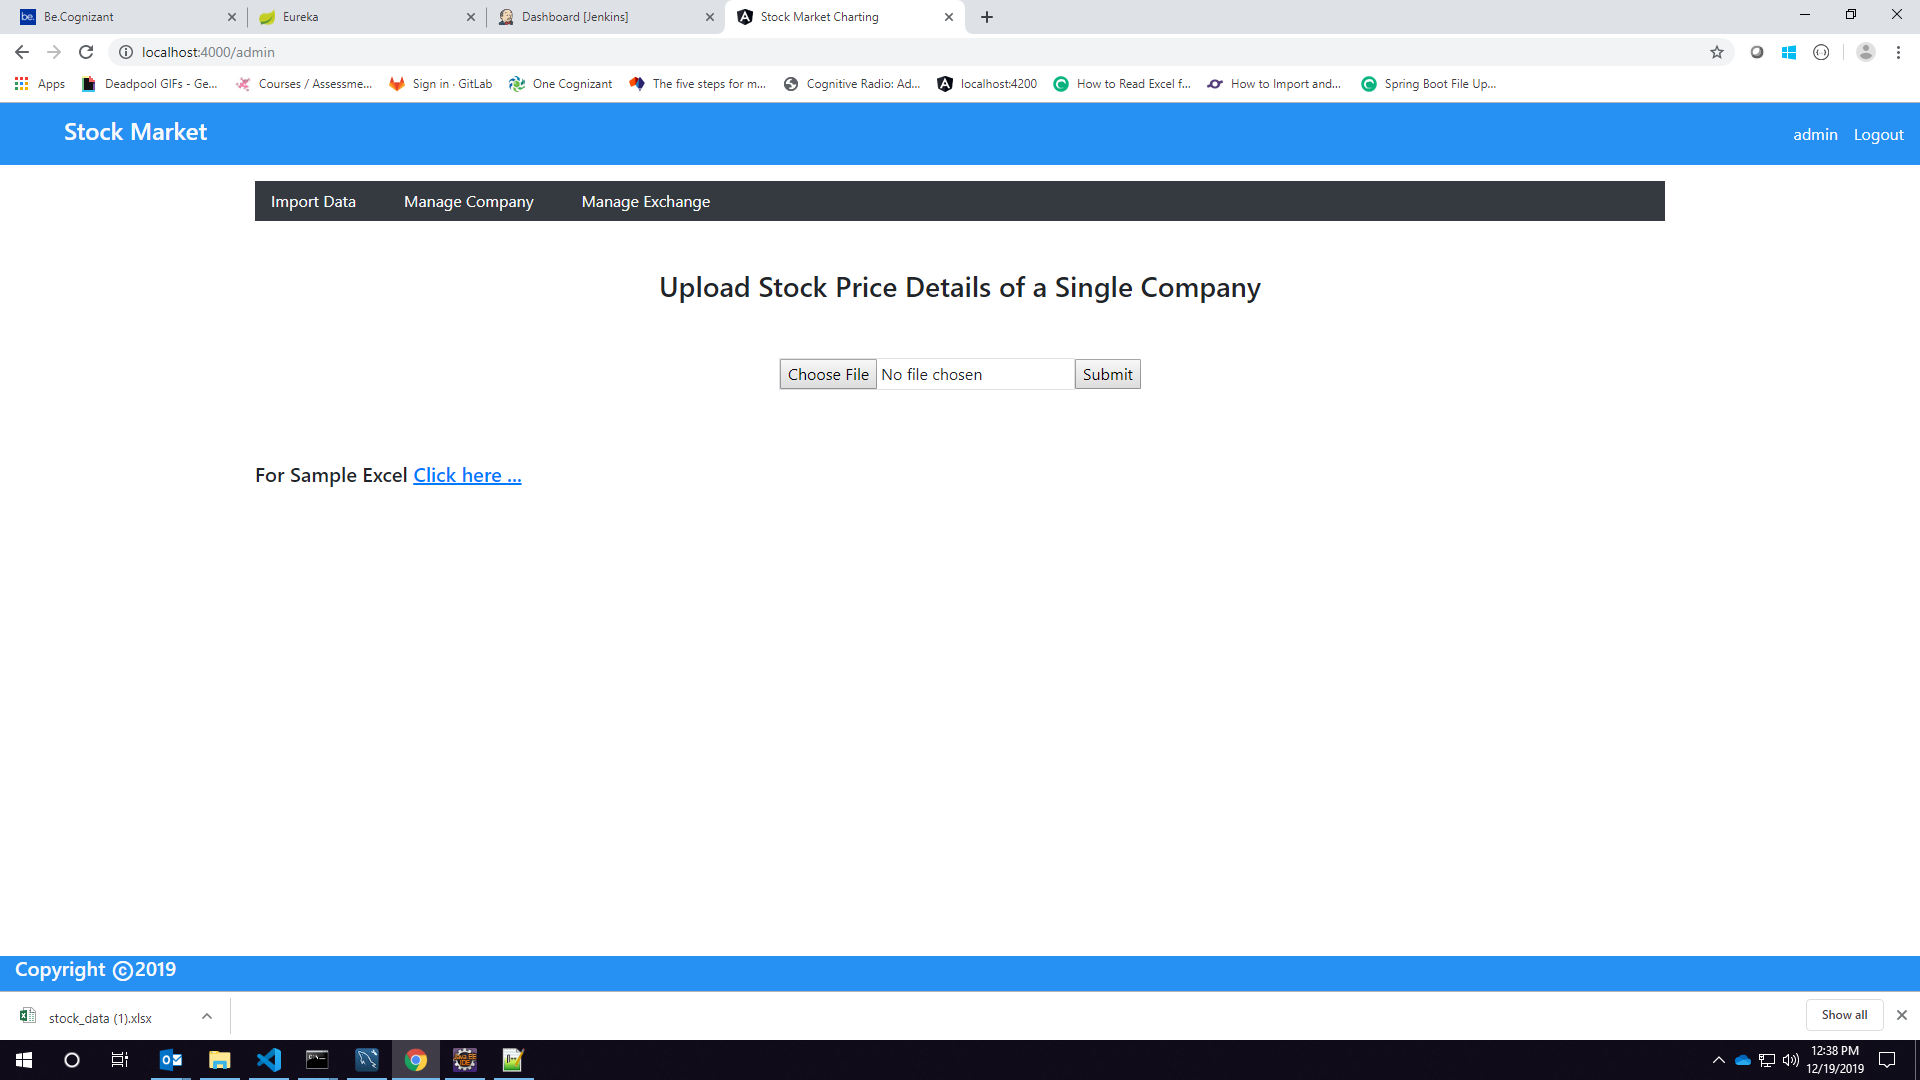 Be.Cognizant
Eureka
Dashboard [Jenkins]
Stock Market Charting
localhost:4000/admin
Apps
Deadpool GIFs - Ge...
Courses / Assessme...
Sign in · GitLab
One Cognizant
The five steps for m...
Cognitive Radio: Ad...
localhost:4200
How to Read Excel f...
How to Import and...
Spring Boot File Up...
Stock Market
admin
Logout
Import Data
Manage Company
Manage Exchange
Upload Stock Price Details of a Single Company
Choose File
No file chosen
Submit
For Sample Excel Click here ...
Copyright ©2019
stock_data (1).xlsx
Show all
12:38 PM
12/19/2019